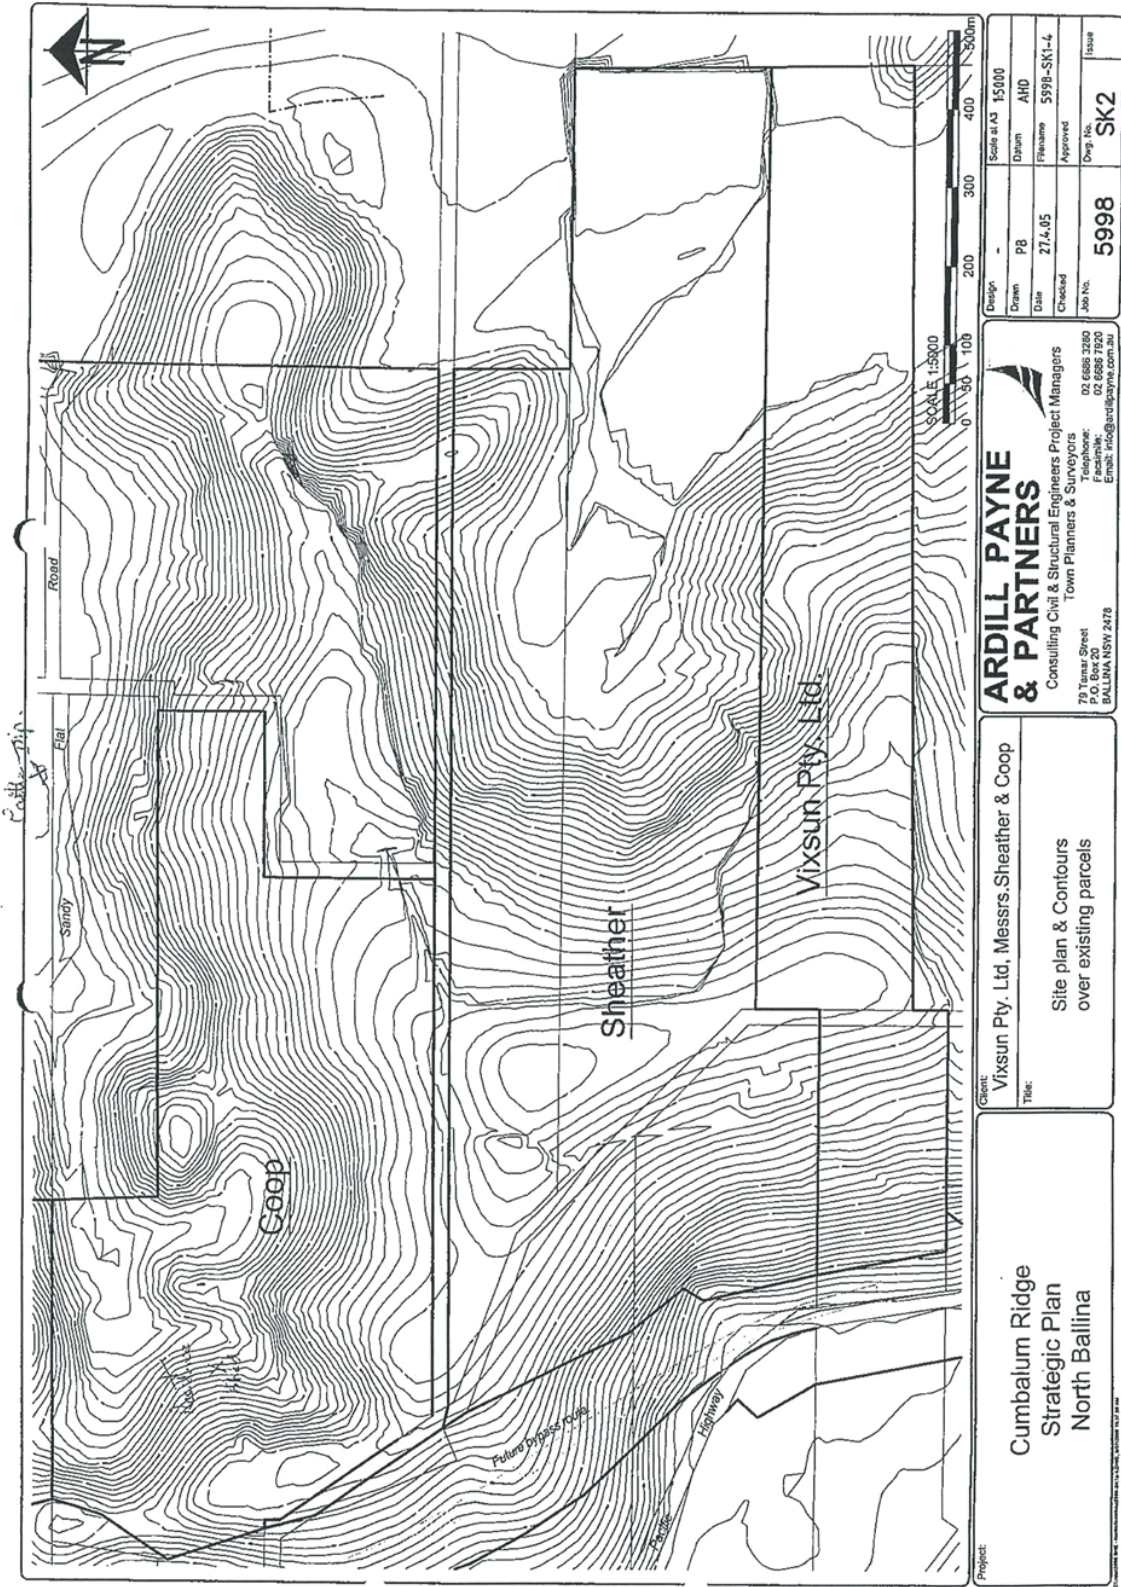 N
Road
Flat
Sandy
Coop
Sheather
Vixsun Pty. Ltd.
Future bypass route
Pacific
Highway
SCALE 1:5000
0 50 100 200 300 400 500m
Project:
Cumbalum Ridge
Strategic Plan
North Ballina
Client:
Vixsun Pty. Ltd, Messrs.Sheather & Coop
Title:
Site plan & Contours
over existing parcels
ARDILL PAYNE
& PARTNERS
Consulting Civil & Structural Engineers Project Managers
Town Planners & Surveyors
79 Tamar Street
P.O. Box 20
BALLINA NSW 2478
Telephone: 02 6686 3280
Facsimile: 02 6686 7920
Email: info@ardillpayne.com.au
Design - Scale at A3 1:5000
Drawn PB Datum AHD
Date 27.4.05 Filename 5998-SK1-4
Checked Approved
Job No. 5998 Dwg. No. SK2 Issue